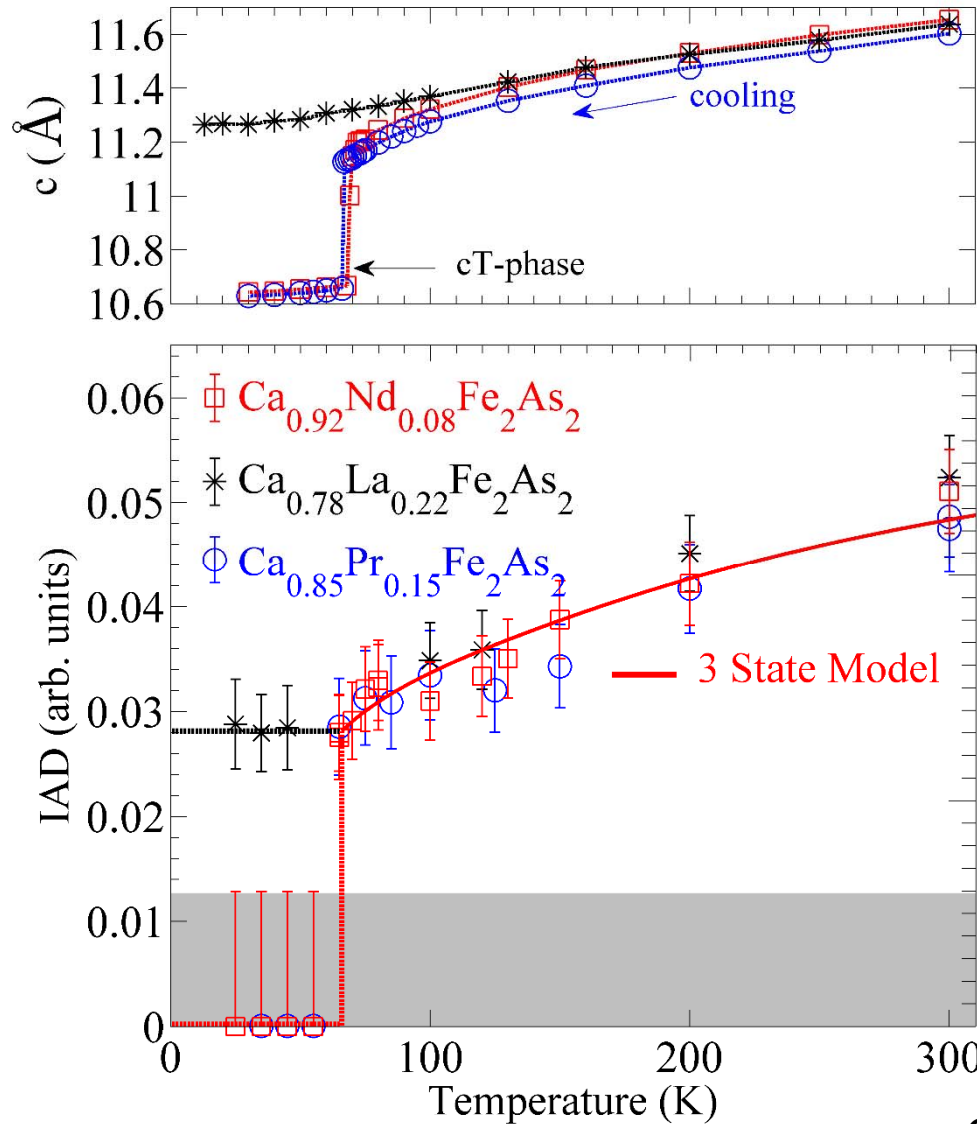 11.6
11.4
11.2
11
10.8
10.6
c (Å)
cooling
cT-phase
0.06
0.05
0.04
0.03
0.02
0.01
0
IAD (arb. units)
Ca0.92Nd0.08Fe2As2
Ca0.78La0.22Fe2As2
Ca0.85Pr0.15Fe2As2
3 State Model
0 100 200 300
Temperature (K)